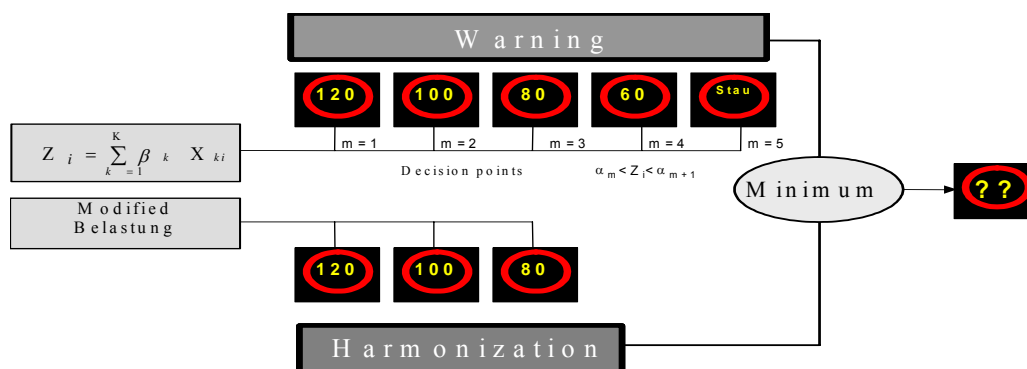 Warning
120 100 80 60 Stau
m = 1 m = 2 m = 3 m = 4 m = 5
Z i = K ∑ k = 1 β k X ki
Decision points α m < Z i < α m + 1
Minimum
? ?
Modified
Belastung
120 100 80
Harmonization